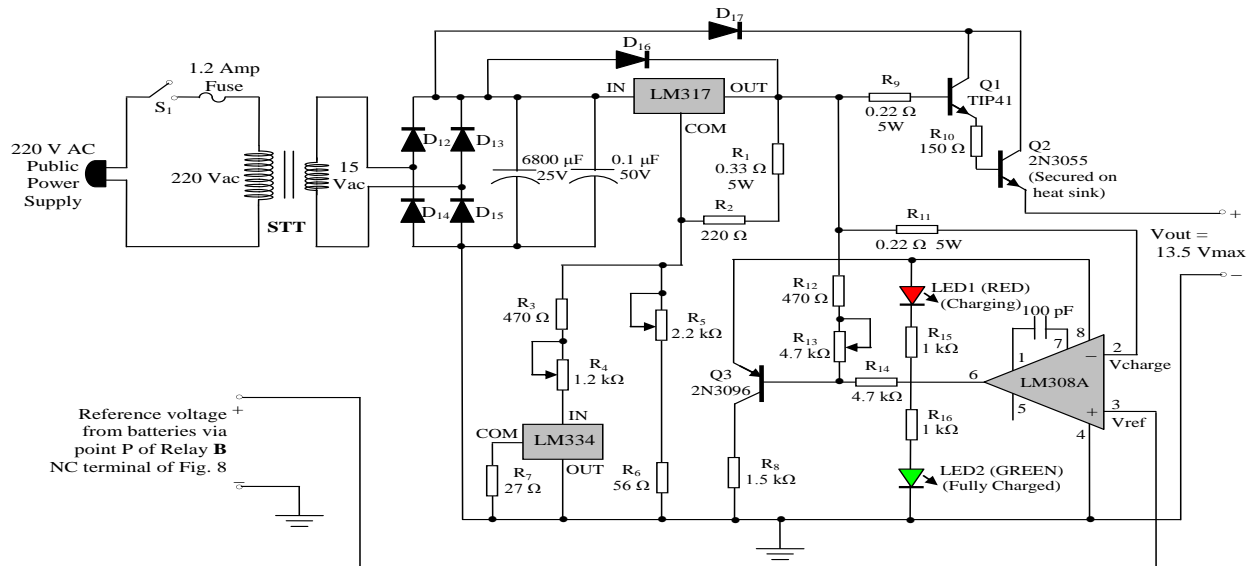 D17
D16
1.2 Amp
Fuse
S1
IN
LM317
OUT
COM
R9
0.22 Ω
5W
Q1
TIP41
R10
150 Ω
Q2
2N3055
(Secured on
heat sink)
220 V AC
Public
Power
Supply
220 Vac
15
Vac
STT
D12
D13
D14
D15
6800 µF
25V
0.1 µF
50V
R1
0.33 Ω
5W
R2
220 Ω
R11
0.22 Ω 5W
+
Vout =
13.5 Vmax
–
R3
470 Ω
R4
1.2 kΩ
R5
2.2 kΩ
R12
470 Ω
R13
4.7 kΩ
R14
4.7 kΩ
LED1 (RED)
(Charging)
R15
1 kΩ
100 pF
8
7
1
2
–
Vcharge
6
LM308A
+
3
Vref
5
4
Q3
2N3096
R16
1 kΩ
LED2 (GREEN)
(Fully Charged)
R8
1.5 kΩ
IN
COM
LM334
OUT
R7
27 Ω
R6
56 Ω
Reference voltage
from batteries via
point P of Relay B
NC terminal of Fig. 8
+
–